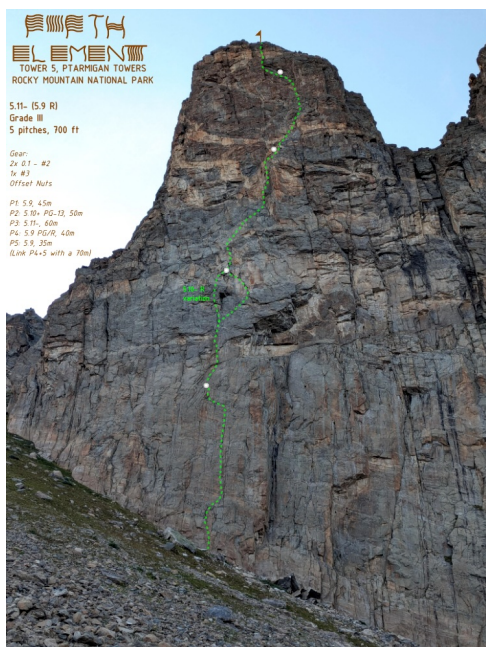 FIFTH
ELEMENT
TOWER 5, PTARMIGAN TOWERS
ROCKY MOUNTAIN NATIONAL PARK
5.11- (5.9 R)
Grade III
5 pitches, 700 ft
Gear:
2x 0.1 - #2
1x #3
Offset Nuts
P1: 5.9, 45m
P2: 5.10+ PG-13, 50m
P3: 5.11-, 60m
P4: 5.9 PG/R, 40m
P5: 5.9, 35m
(Link P4+5 with a 70m)
R
variation